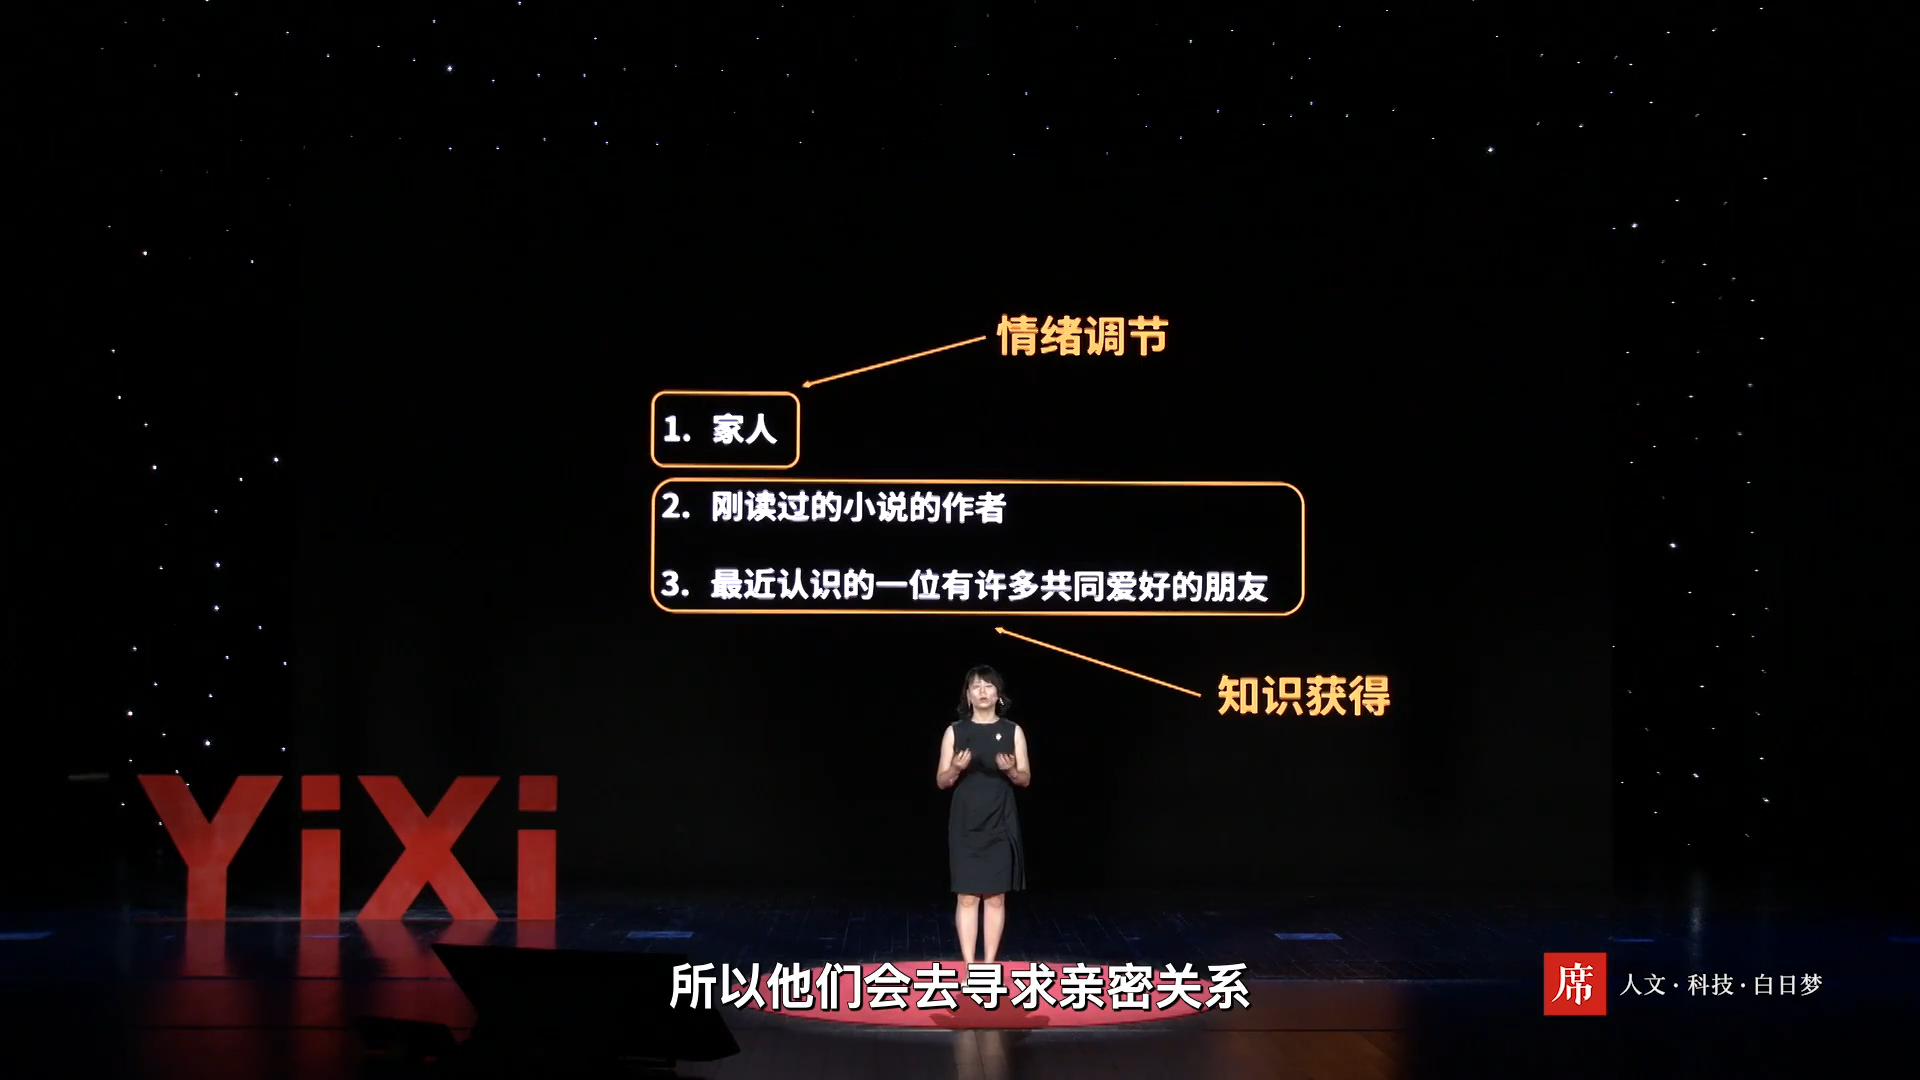 情绪调节
1. 家人
2. 刚读过的小说的作者
3. 最近认识的一位有许多共同爱好的朋友
知识获得
YiXi
所以他们会去寻求亲密关系
席 人文·科技·白日梦